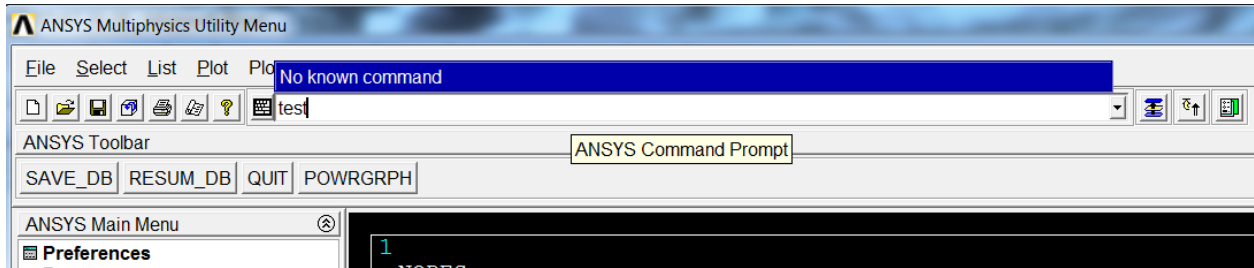 ANSYS Multiphysics Utility Menu
File Select List Plot Plo
No known command
test
ANSYS Toolbar
ANSYS Command Prompt
SAVE_DB RESUM_DB QUIT POWRGRPH
ANSYS Main Menu
Preferences
1
NODES